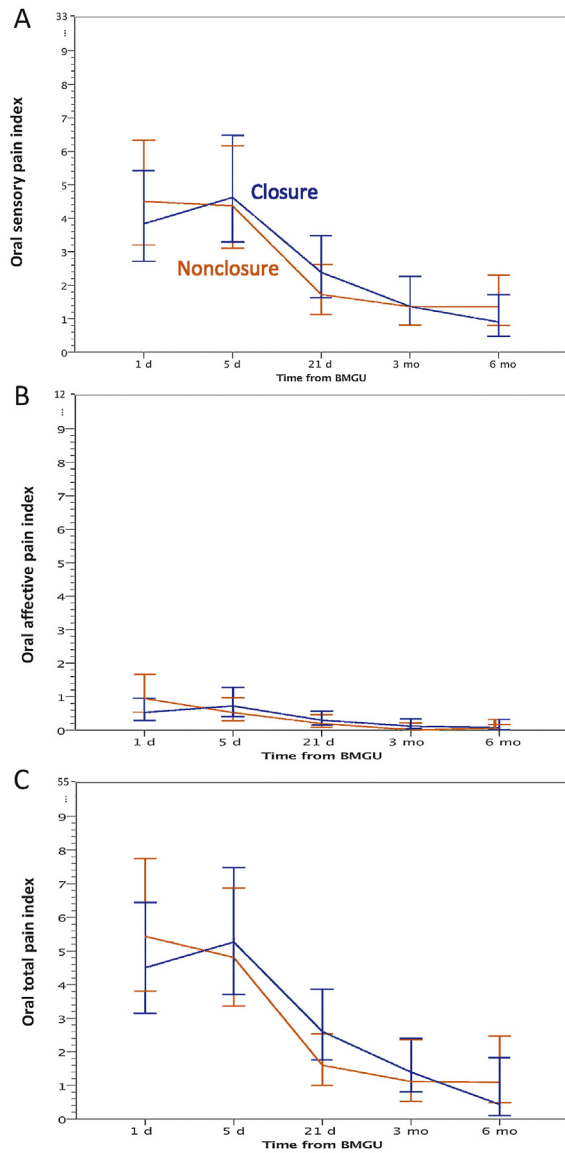 A
Oral sensory pain index
33
⋮
9
8
7
6
5
4
3
2
1
0
Closure
Nonclosure
1 d 5 d 21 d 3 mo 6 mo
Time from BMGU
B
Oral affective pain index
12
⋮
9
8
7
6
5
4
3
2
1
0
1 d 5 d 21 d 3 mo 6 mo
Time from BMGU
C
Oral total pain index
55
⋮
9
8
7
6
5
4
3
2
1
0
1 d 5 d 21 d 3 mo 6 mo
Time from BMGU